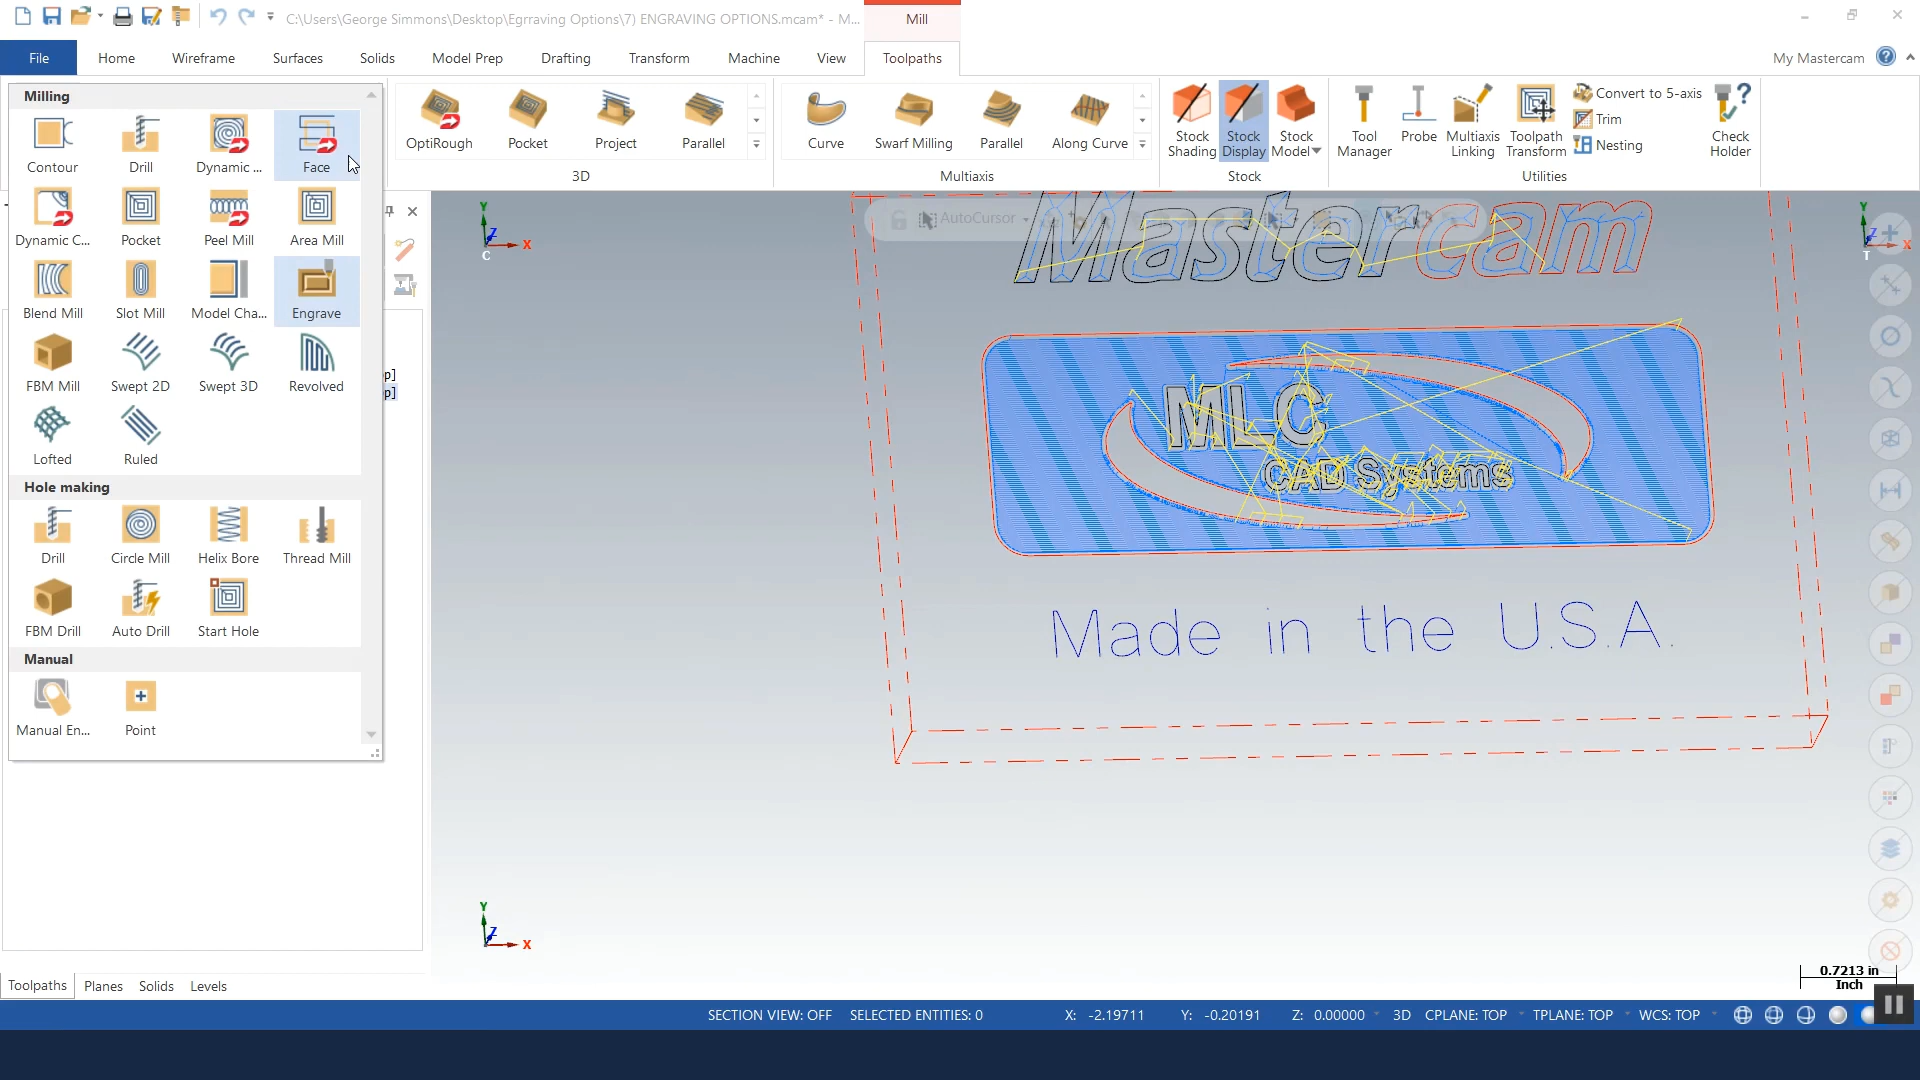 C:\Users\George Simmons\Desktop\Egrraving Options\7) ENGRAVING OPTIONS.mcam* - M...
Mill
File
Home
Wireframe
Surfaces
Solids
Model Prep
Drafting
Transform
Machine
View
Toolpaths
My Mastercam
Milling
Contour
Drill
Dynamic ...
Face
Dynamic C...
Pocket
Peel Mill
Area Mill
Blend Mill
Slot Mill
Model Cha...
Engrave
FBM Mill
Swept 2D
Swept 3D
Revolved
Lofted
Ruled
Hole making
Drill
Circle Mill
Helix Bore
Thread Mill
FBM Drill
Auto Drill
Start Hole
Manual
Manual En...
Point
OptiRough
Pocket
Project
Parallel
3D
Curve
Swarf Milling
Parallel
Along Curve
Multiaxis
Stock Shading
Stock Display
Stock Model
Stock
Tool Manager
Probe
Multiaxis Linking
Toolpath Transform
Convert to 5-axis
Trim
Nesting
Check Holder
Utilities
p]
p]
AutoCursor
Y
Z
X
C
Y
Z
X
T
Mastercam
MLC
CAD Systems
Made in the U.S.A.
Y
Z
X
0.7213 in
Inch
Toolpaths
Planes
Solids
Levels
SECTION VIEW: OFF
SELECTED ENTITIES: 0
X: -2.19711
Y: -0.20191
Z: 0.00000
3D
CPLANE: TOP
TPLANE: TOP
WCS: TOP